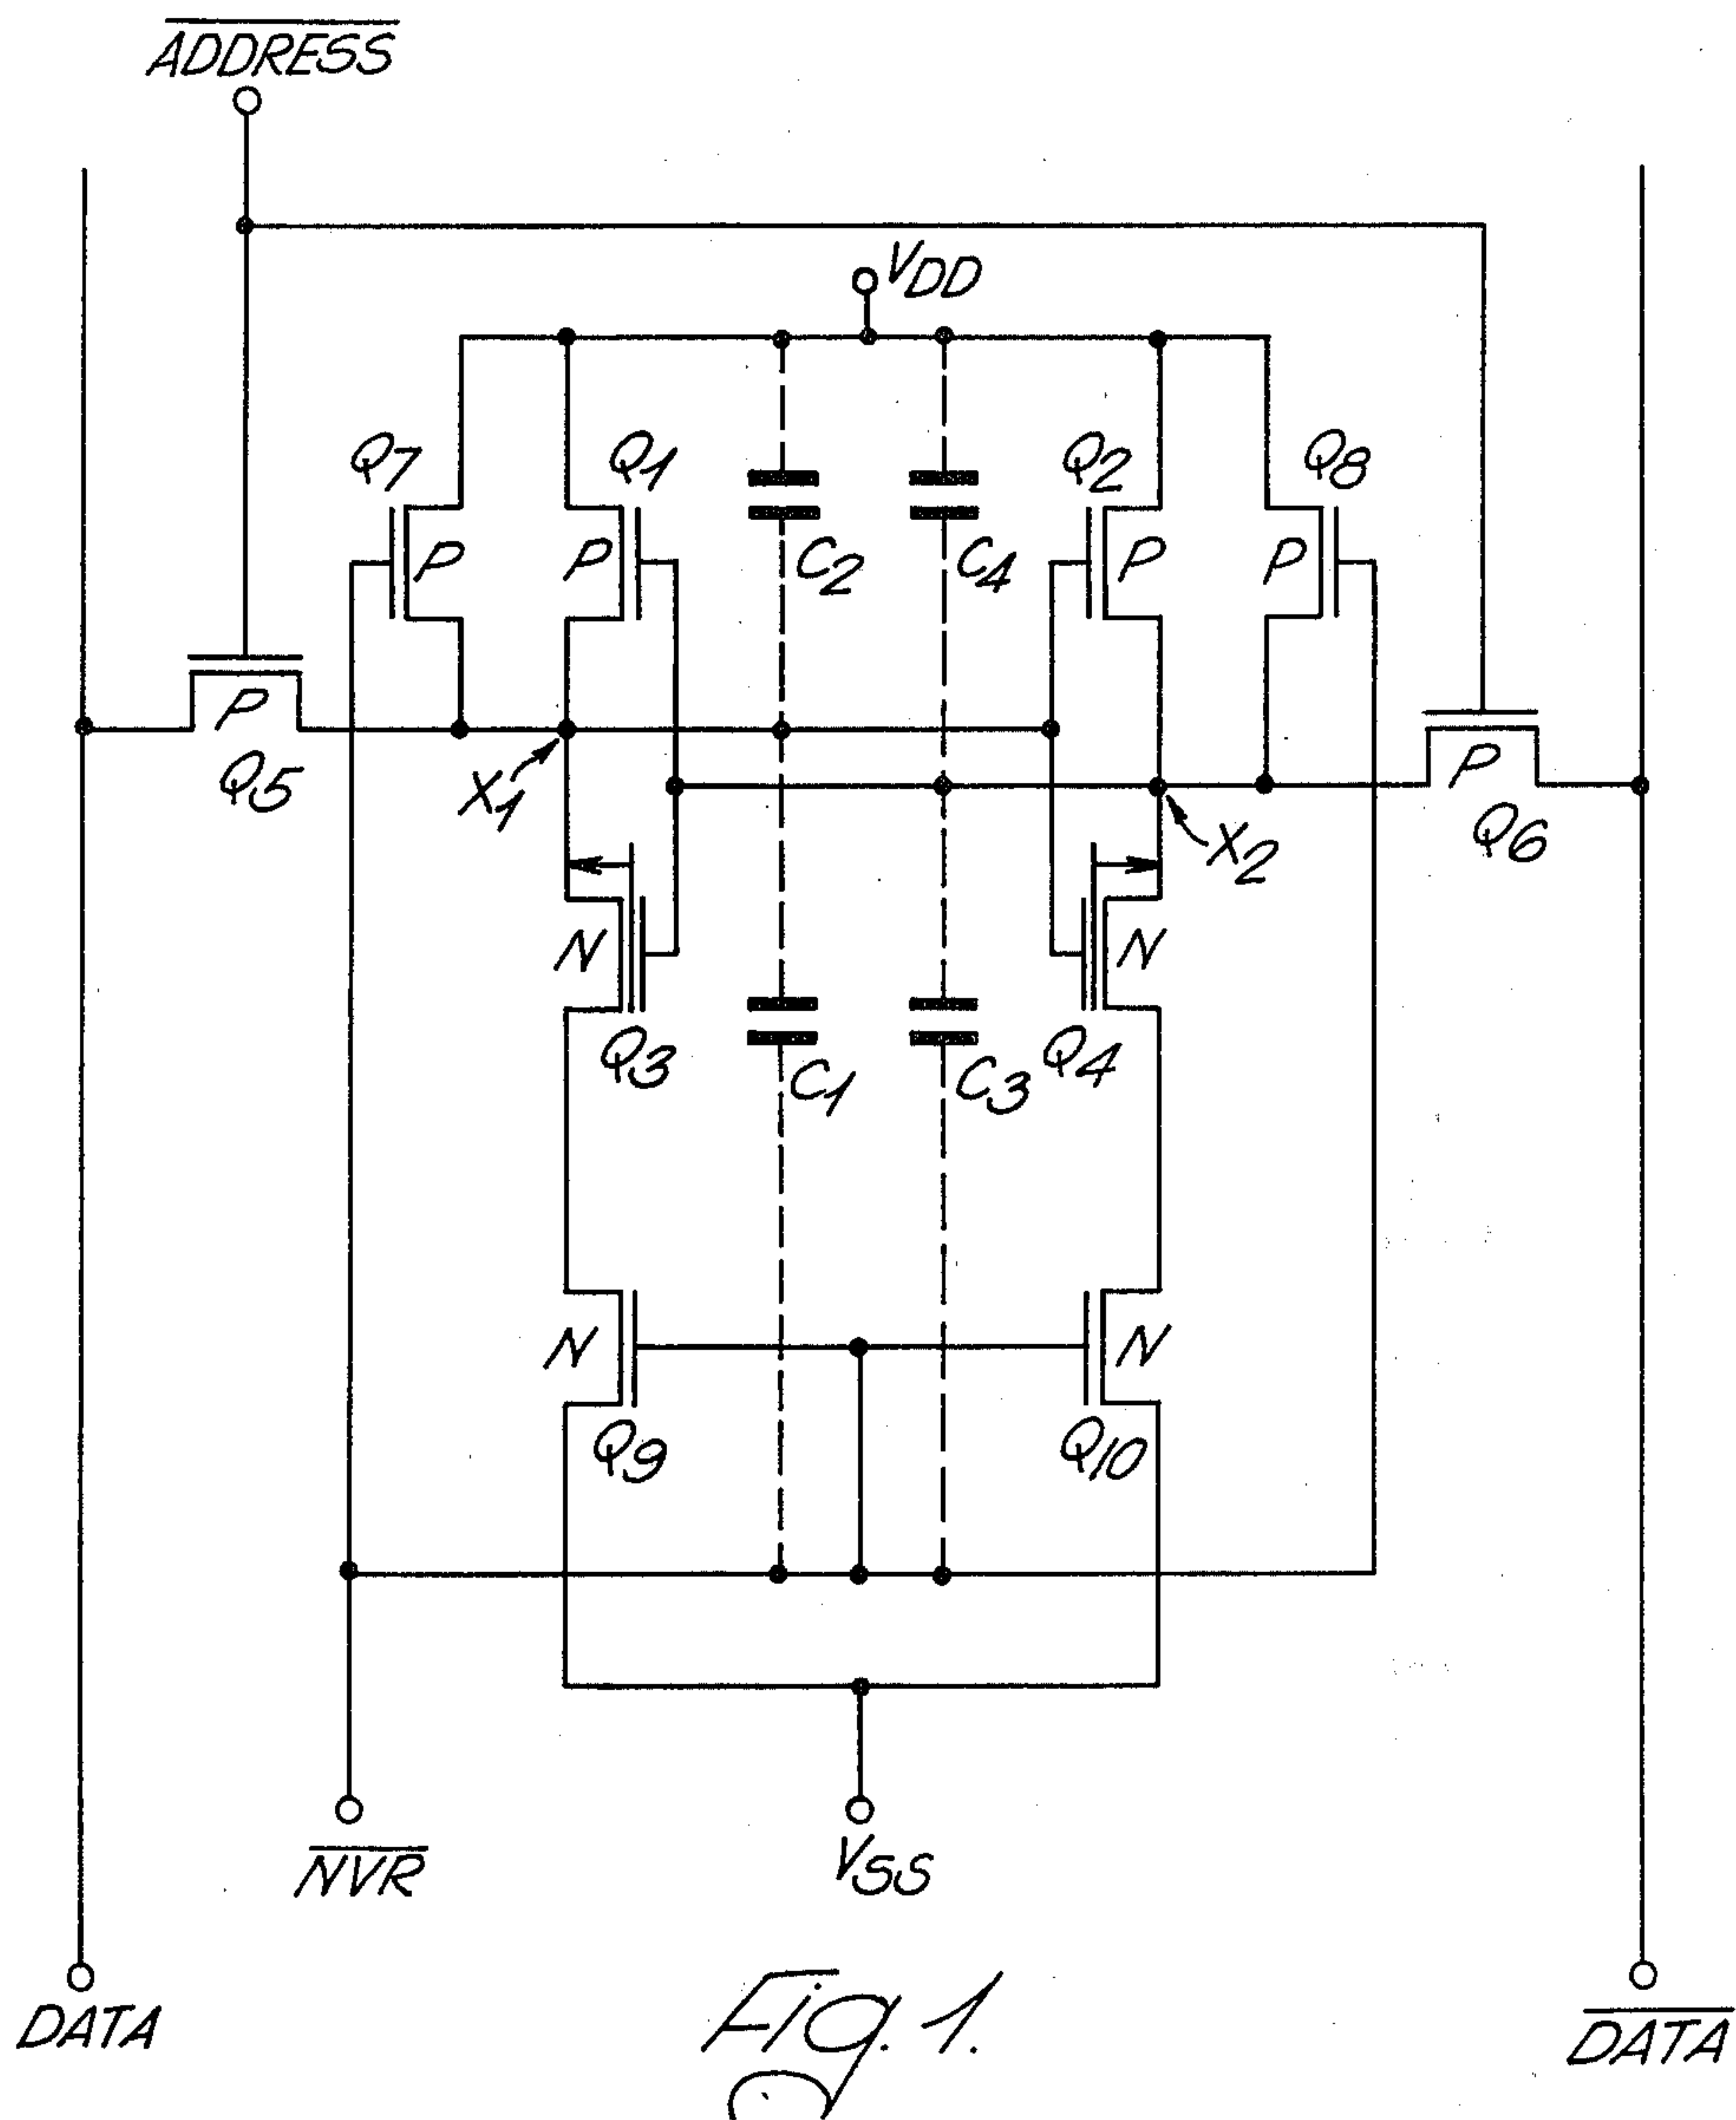 ADDRESS
VDD
Q7
Q1
Q2
Q8
P
P
C2
C4
P
P
P
Q5
X1
P
Q6
X2
N
N
Q3
C1
C3
Q4
N
N
Q9
Q10
NVR
VSS
DATA
Fig. 1.
DATA